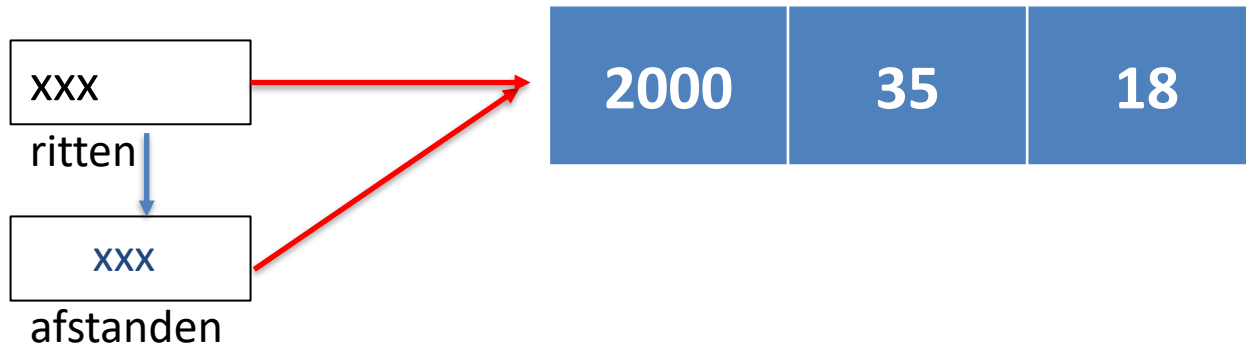 xxx
ritten
xxx
afstanden
2000 35 18